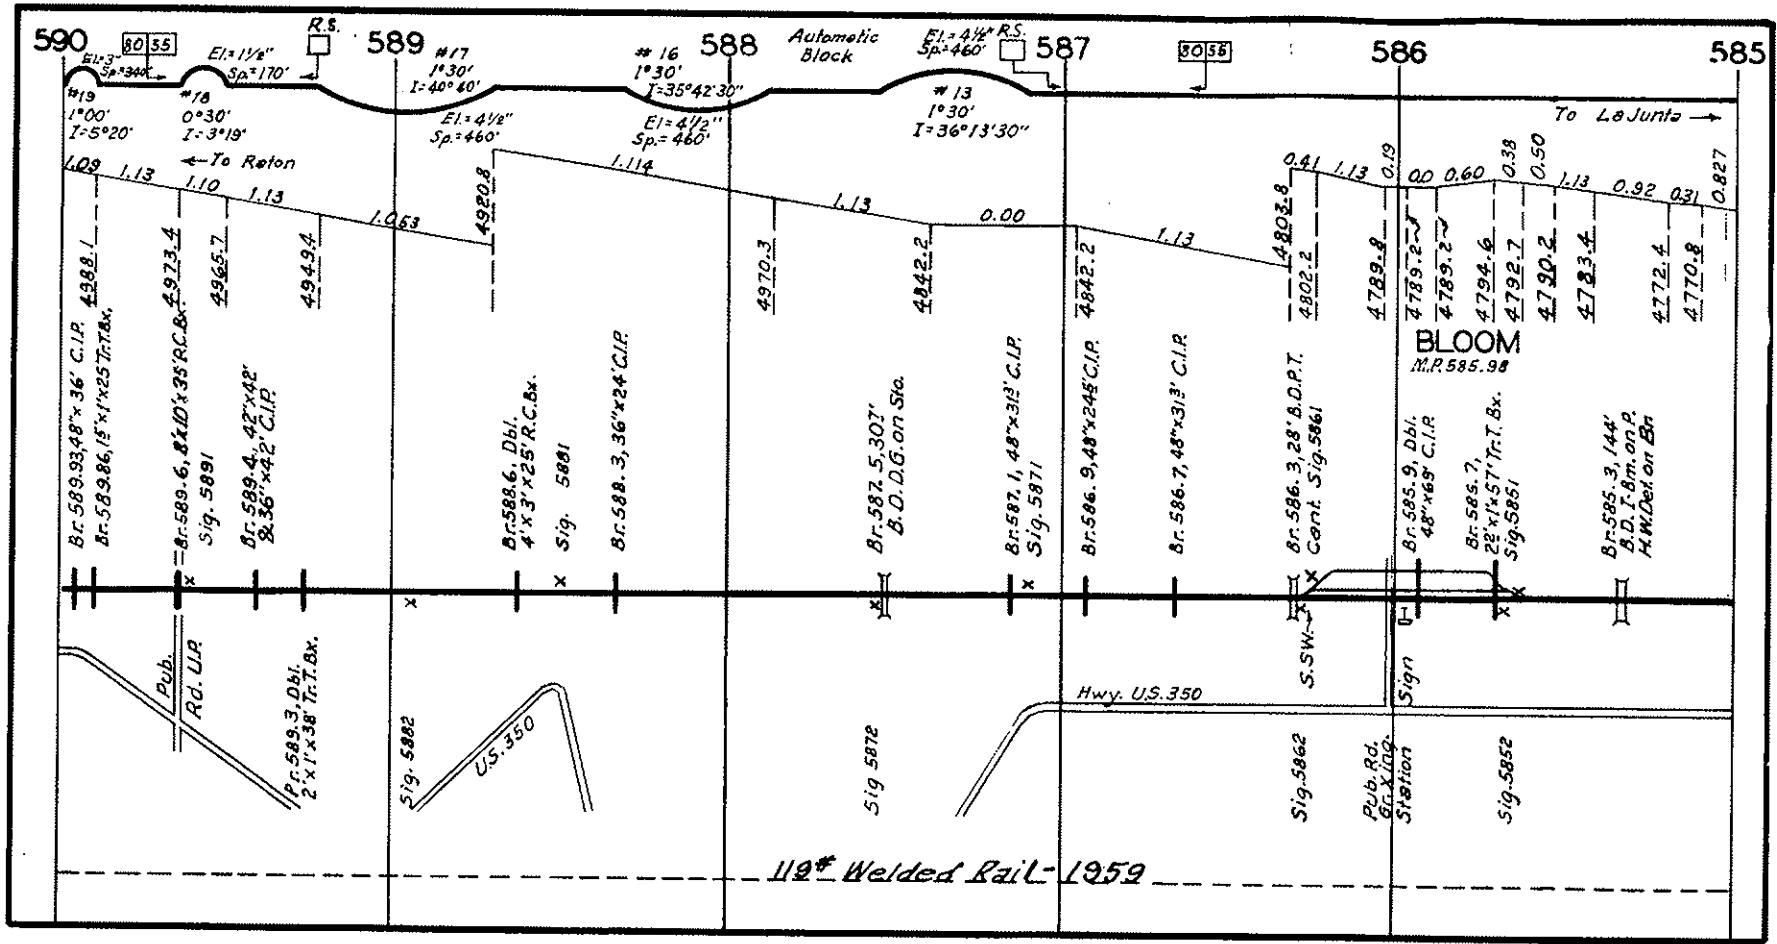 590
80 55
R.S.
589
588
Automatic
Block
R.S.
587
80 55
586
585
El=3"
Sp=340'
El=1½"
Sp=170'
#17
1°30'
I=40°40'
#16
1°30'
I=35°42'30"
El.=4½"
Sp=460'
#19
1°00'
I=5°20'
#18
0°30'
I=3°19'
El=4½"
Sp.=460'
El=4½"
Sp.=460'
#13
1°30'
I=36°13'30"
To La Junta →
← To Raton
1.09
1.13
1.10
1.13
1.053
1.114
1.13
0.00
1.13
0.41
1.13
0.19
0.0
0.60
0.38
0.50
1.13
0.92
0.31
0.827
4988.1
4973.4
4965.7
4949.4
4920.8
4970.3
4842.2
4842.2
4803.8
4802.2
4789.8
4789.2
4789.2
4794.6
4792.7
4790.2
4783.4
4772.4
4770.8
BLOOM
M.P. 585.98
Br. 589.93, 48"x36' C.I.P.
Br. 589.86, 1½'x1'x25' Tr.T.Bx.
Br. 589.6, 8'x10'x35' R.C.Bx.
Sig. 5891
Br. 589.4, 42"x42'
& 36"x42' C.I.P.
Br. 588.6, Dbl.
4'x3'x25' R.C.Bx.
Sig. 5881
Br. 588.3, 36"x24' C.I.P.
Br. 587.5, 307'
B.D.D.G. on Sto.
Br. 587.1, 48"x31½' C.I.P.
Sig. 5871
Br. 586.9, 48"x24½' C.I.P.
Br. 586.7, 48"x31½' C.I.P.
Br. 586.3, 28' B.D.P.T.
Cant. Sig. 5861
Br. 585.9, Dbl.
48"x69' C.I.P.
Br. 585.7,
22'x1'x57' Tr.T.Bx.
Sig. 5851
Br. 585.3, 144'
B.D. I-Bm. on P.
H.W. Det. on Bn
Pub.
Rd. U.P.
Pr. 589.3, Dbl.
2'x1'x38' Tr.T.Bx.
Sig. 5882
U.S. 350
Sig 5872
Hwy. U.S. 350
S.SW→
Sign
Sig. 5862
Pub. Rd.
Gr. X ing.
Station
Sig. 5852
119# Welded Rail - 1959